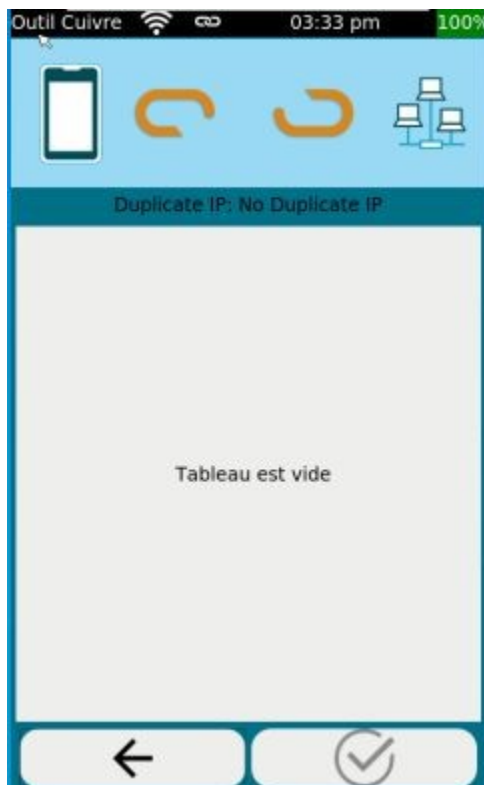 Outil Cuivre 03:33 pm 100%
Duplicate IP: No Duplicate IP
Tableau est vide